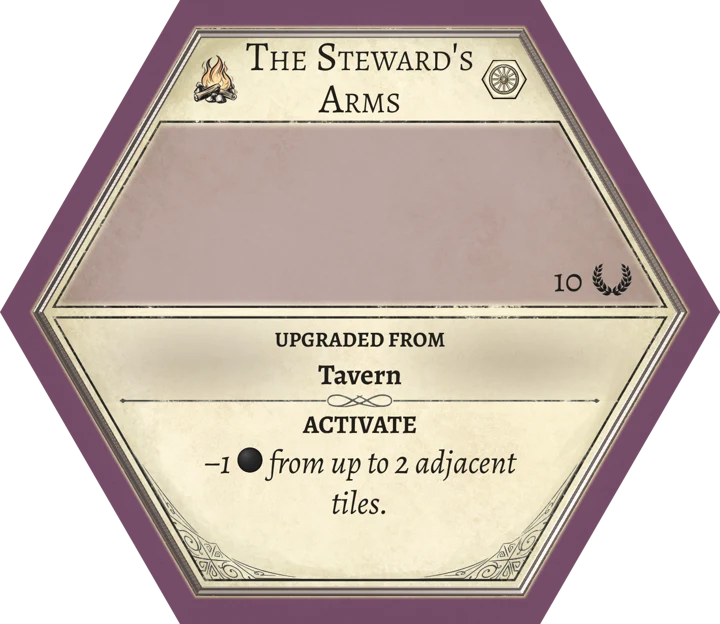 The Steward's
Arms
10
UPGRADED FROM
Tavern
ACTIVATE
–1 from up to 2 adjacent
tiles.